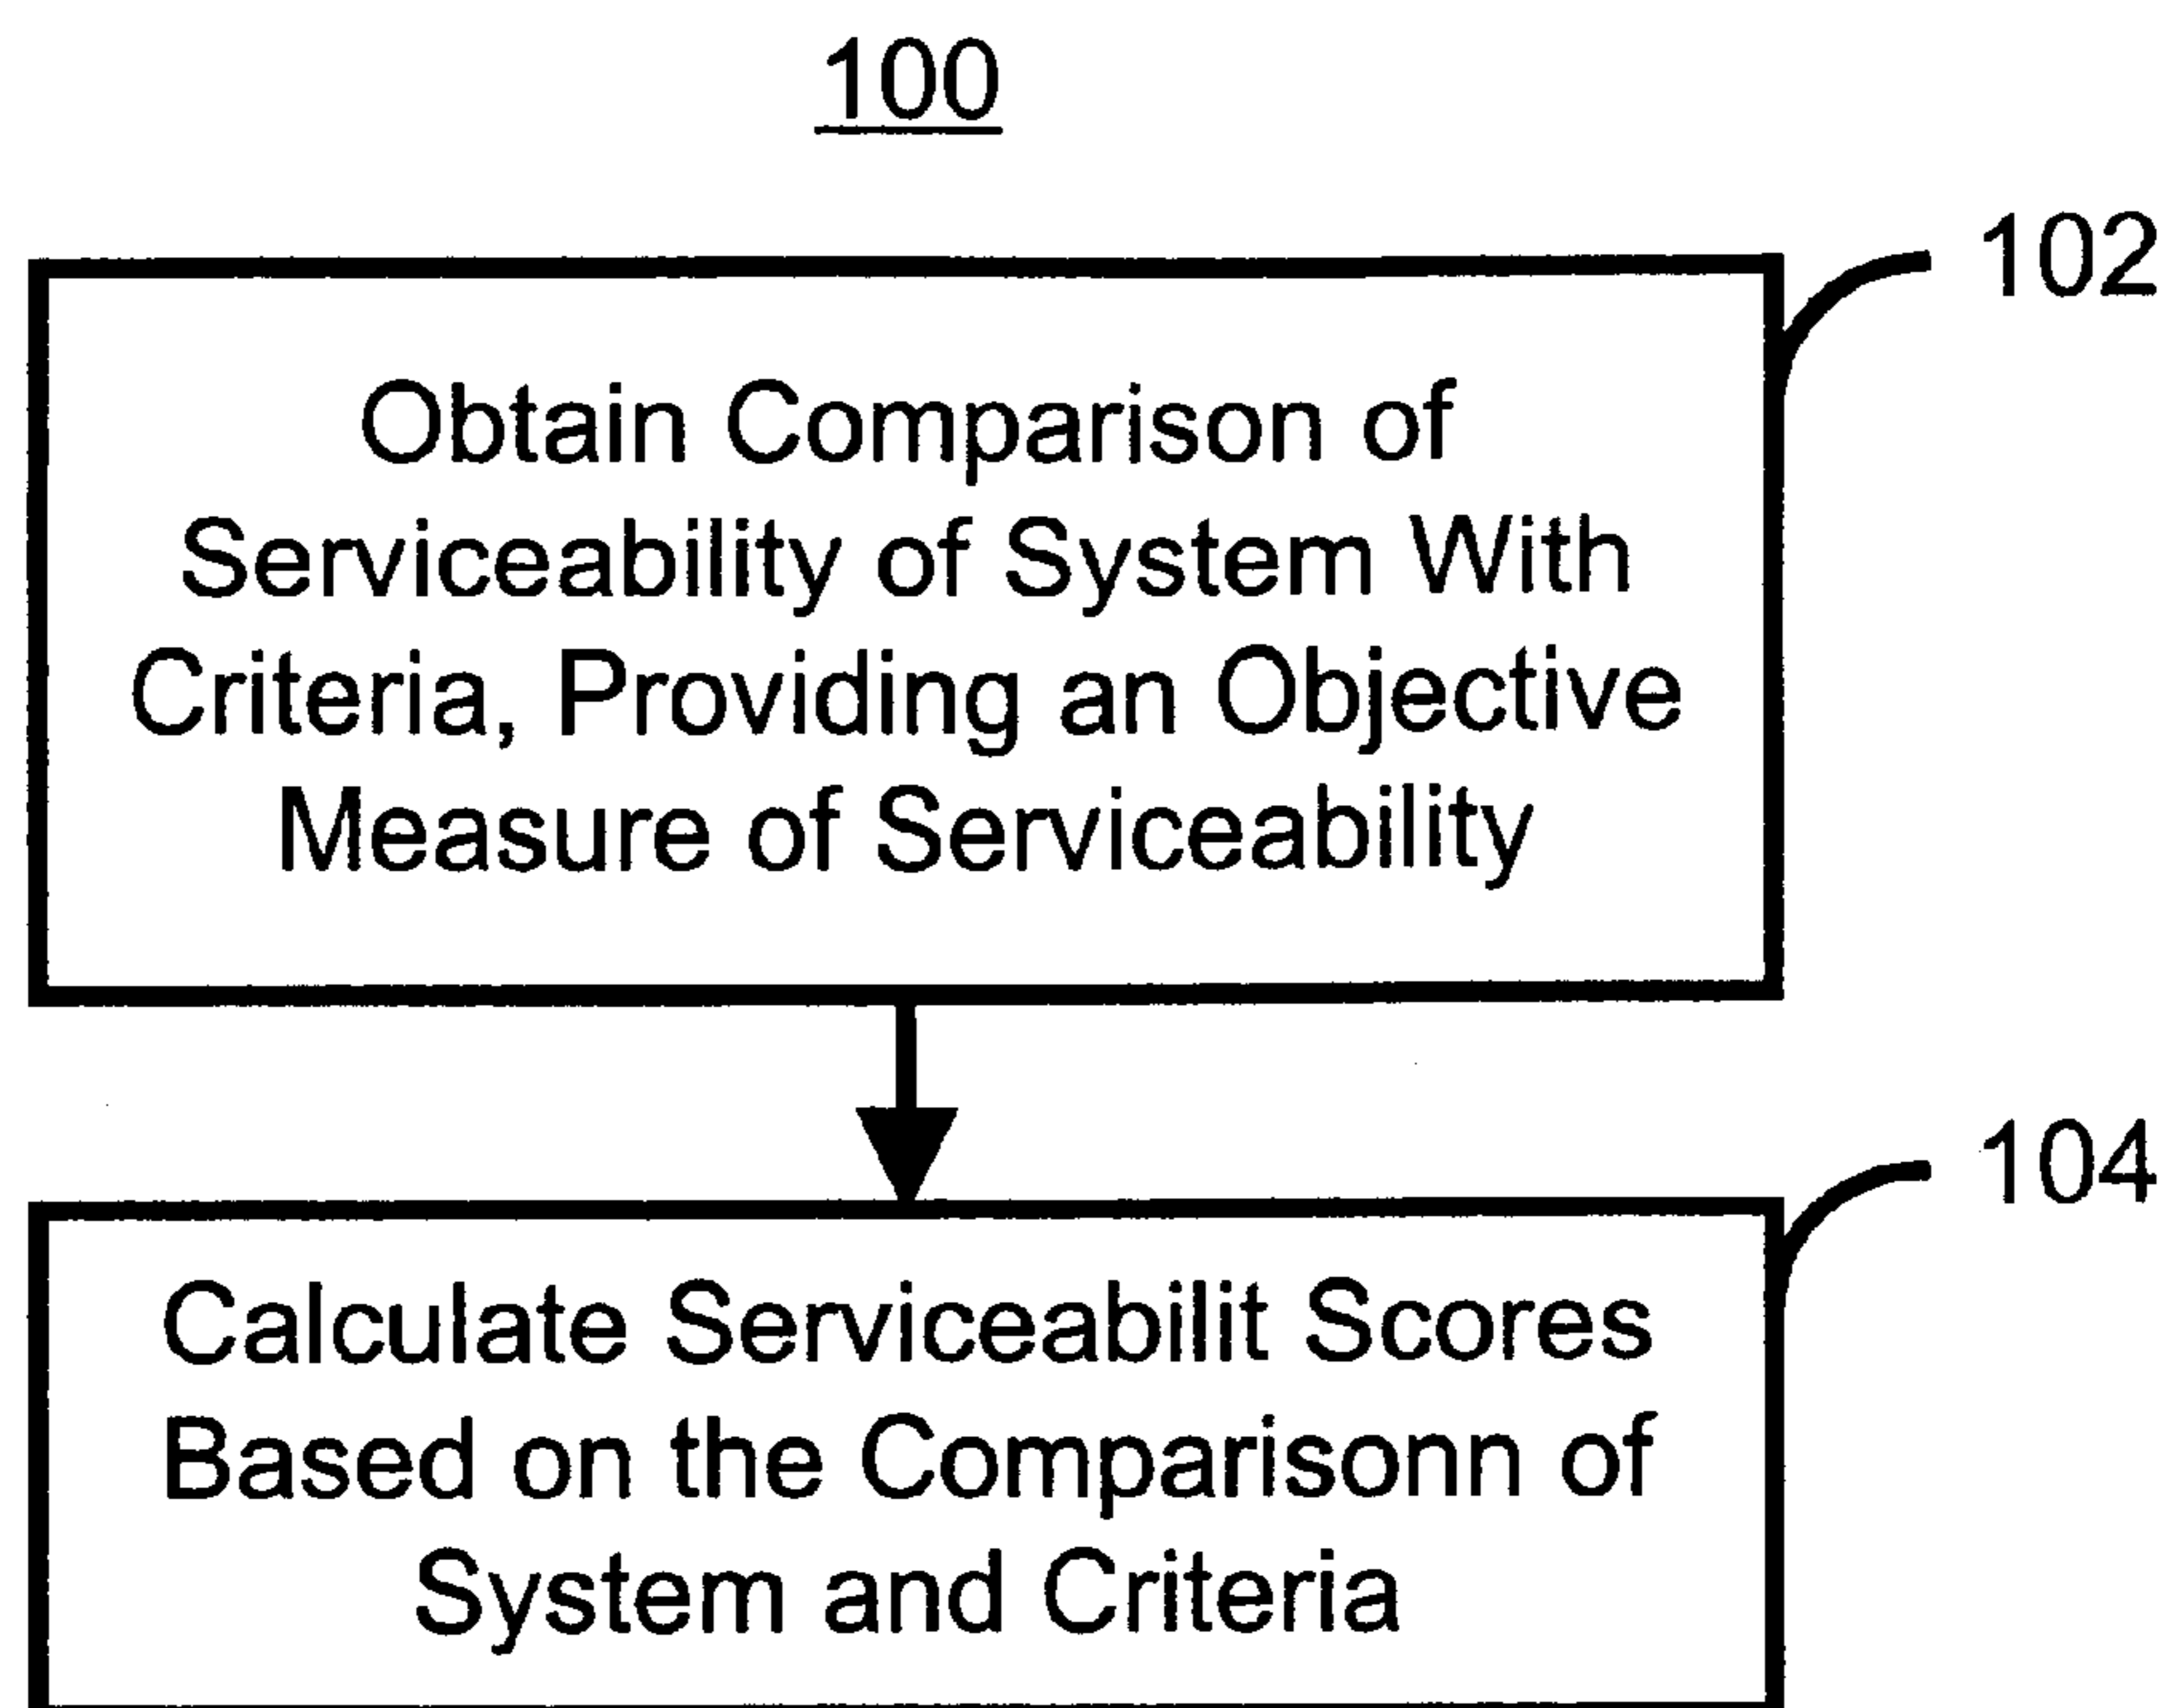 100
102
Obtain Comparison of
Serviceability of System With
Criteria, Providing an Objective
Measure of Serviceability
104
Calculate Serviceabilit Scores
Based on the Comparisonn of
System and Criteria